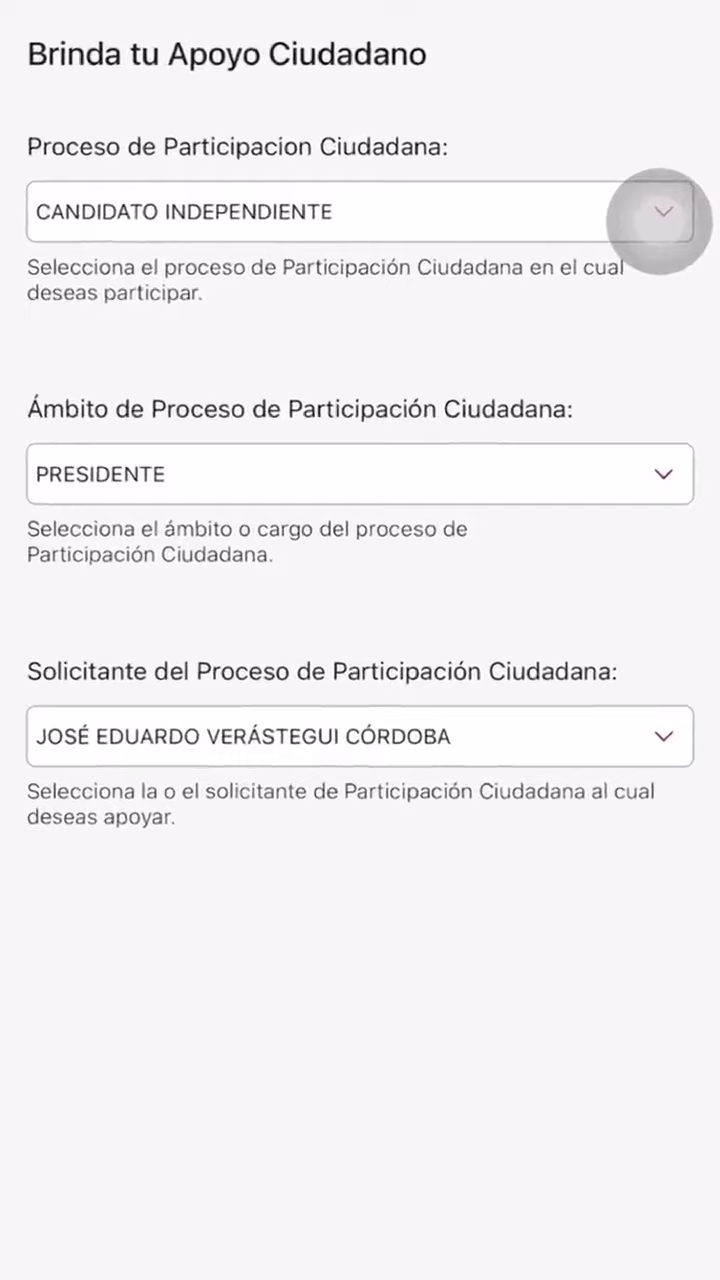 Brinda tu Apoyo Ciudadano
Proceso de Participacion Ciudadana:
CANDIDATO INDEPENDIENTE
Selecciona el proceso de Participación Ciudadana en el cual
deseas participar.
Ámbito de Proceso de Participación Ciudadana:
PRESIDENTE
Selecciona el ámbito o cargo del proceso de
Participación Ciudadana.
Solicitante del Proceso de Participación Ciudadana:
JOSÉ EDUARDO VERÁSTEGUI CÓRDOBA
Selecciona la o el solicitante de Participación Ciudadana al cual
deseas apoyar.